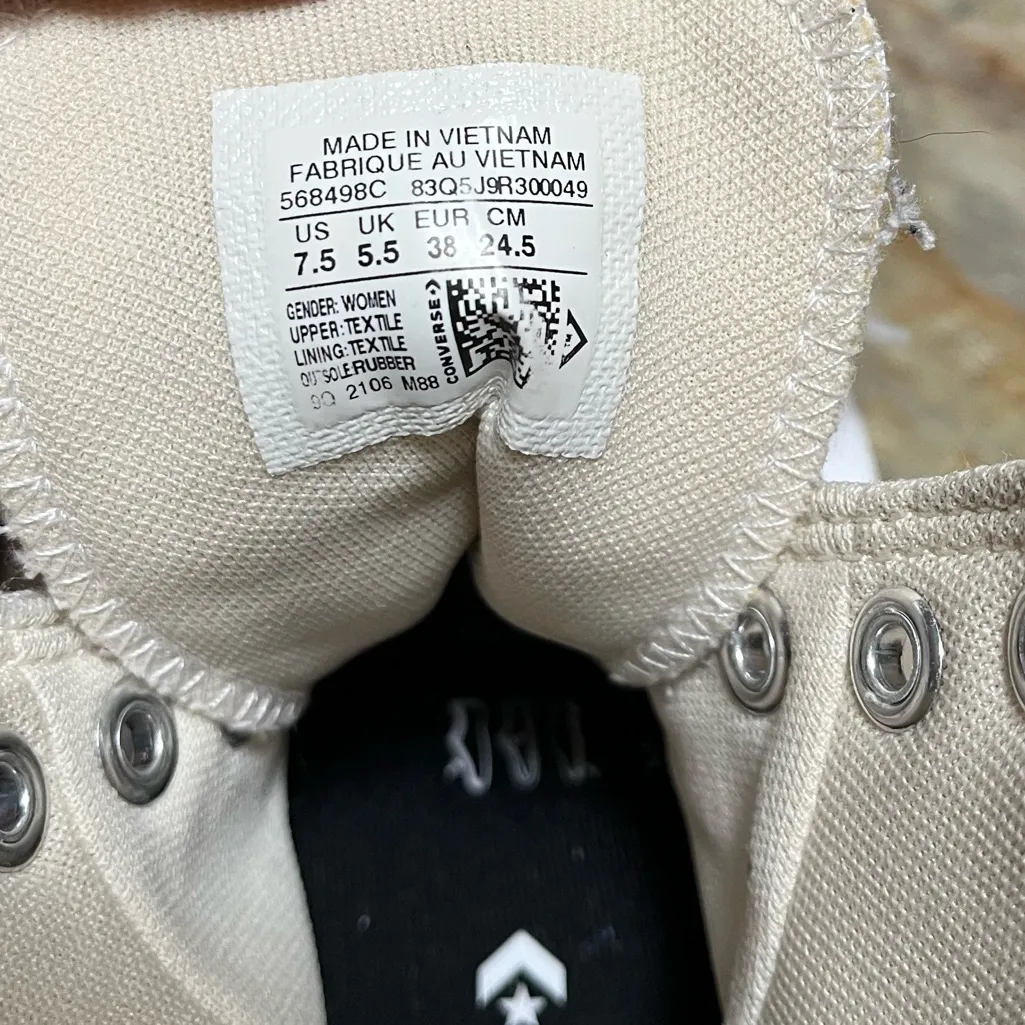 MADE IN VIETNAM
FABRIQUE AU VIETNAM
568498C 83Q5J9R300049
US UK EUR CM
7.5 5.5 38 24.5
GENDER: WOMEN
UPPER: TEXTILE
LINING: TEXTILE
OUTSOLE: RUBBER
9Q 2106 M88
CONVERSE
TM